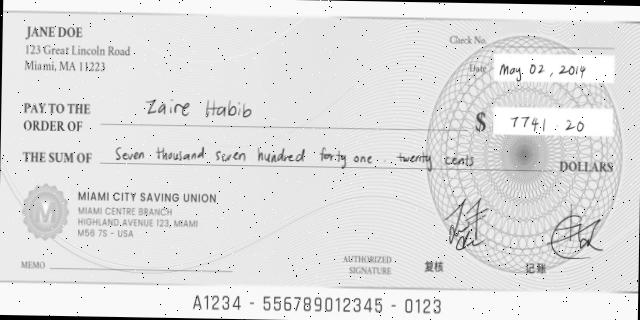 JANE DOE
123 Great Lincoln Road
Miami, MA 11223
Check No.
Date May 02, 2014
PAY TO THE
ORDER OF Zaire Habib
$ 7741.20
THE SUM OF Seven thousand seven hundred forty one . twenty cents
DOLLARS
MIAMI CITY SAVING UNION
MIAMI CENTRE BRANCH
HIGHLAND, AVENUE 123, MIAMI
M56 7S - USA
MEMO
AUTHORIZED
SIGNATURE
复核
记账
A1234 - 556789012345 - 0123